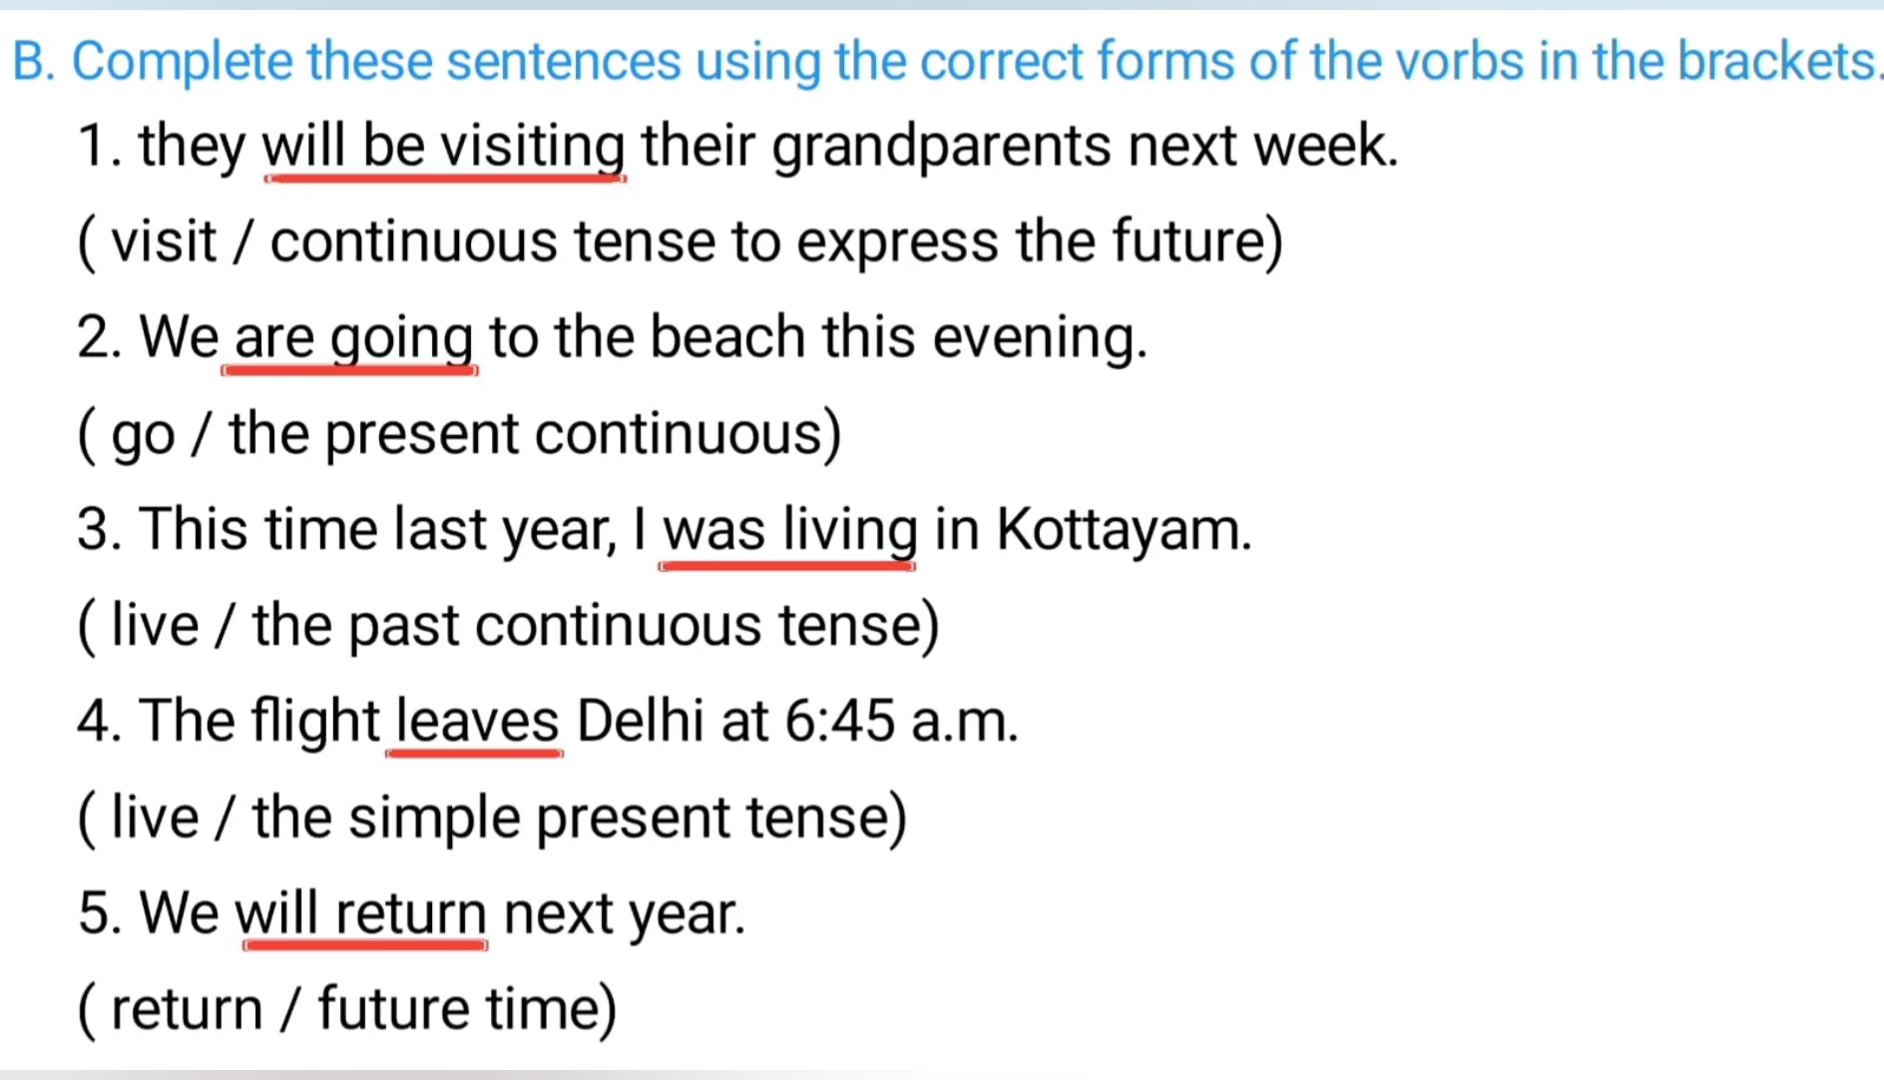 B. Complete these sentences using the correct forms of the vorbs in the brackets.
1. they will be visiting their grandparents next week.
( visit / continuous tense to express the future)
2. We are going to the beach this evening.
( go / the present continuous)
3. This time last year, I was living in Kottayam.
( live / the past continuous tense)
4. The flight leaves Delhi at 6:45 a.m.
( live / the simple present tense)
5. We will return next year.
( return / future time)